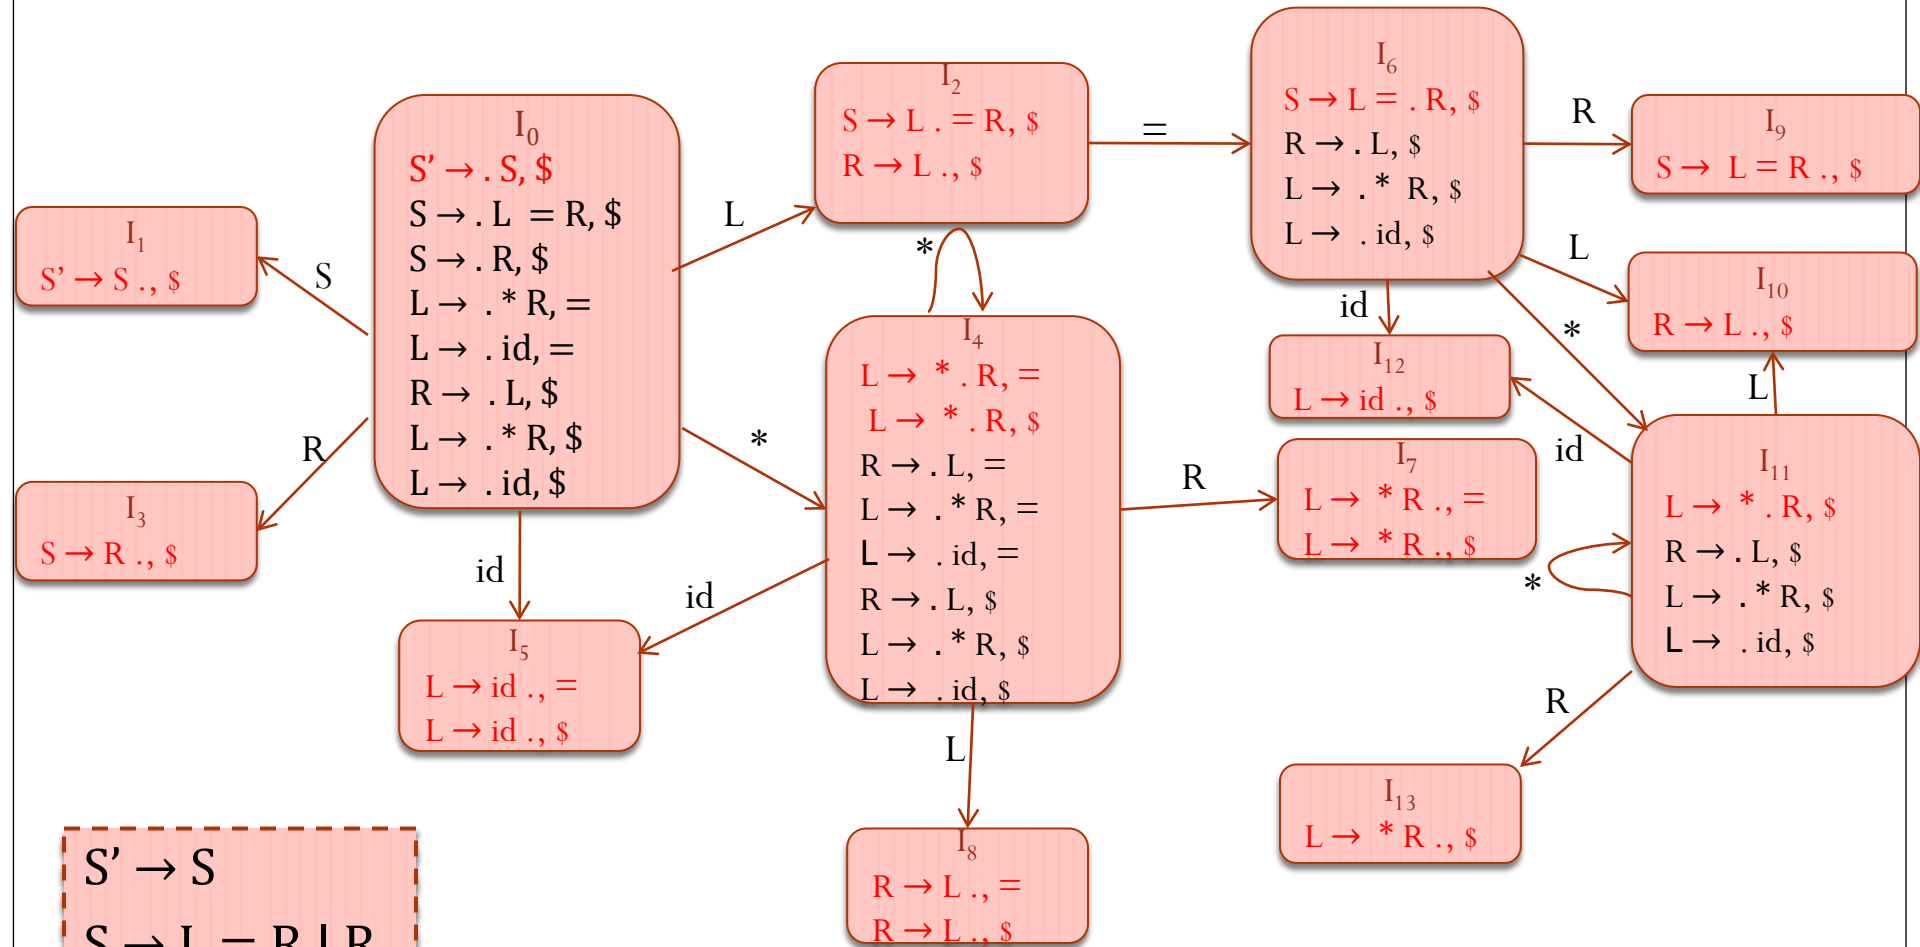 I₀
S’ → . S, $
S → . L = R, $
S → . R, $
L → . * R, =
L → . id, =
R → . L, $
L → . * R, $
L → . id, $
S
I₁
S’ → S ., $
R
I₃
S → R ., $
id
I₅
L → id ., =
L → id ., $
L
I₂
S → L . = R, $
R → L ., $
*
*
I₄
L → * . R, =
L → * . R, $
R → . L, =
L → . * R, =
L → . id, =
R → . L, $
L → . * R, $
L → . id, $
id
L
I₈
R → L ., =
R → L ., $
R
I₇
L → * R ., =
L → * R ., $
=
I₆
S → L = . R, $
R → . L, $
L → . * R, $
L → . id, $
R
I₉
S → L = R ., $
L
I₁₀
R → L ., $
id
I₁₂
L → id ., $
*
I₁₁
L → * . R, $
R → . L, $
L → . * R, $
L → . id, $
L
id
*
R
I₁₃
L → * R ., $
S’ → S
S → L = R | R